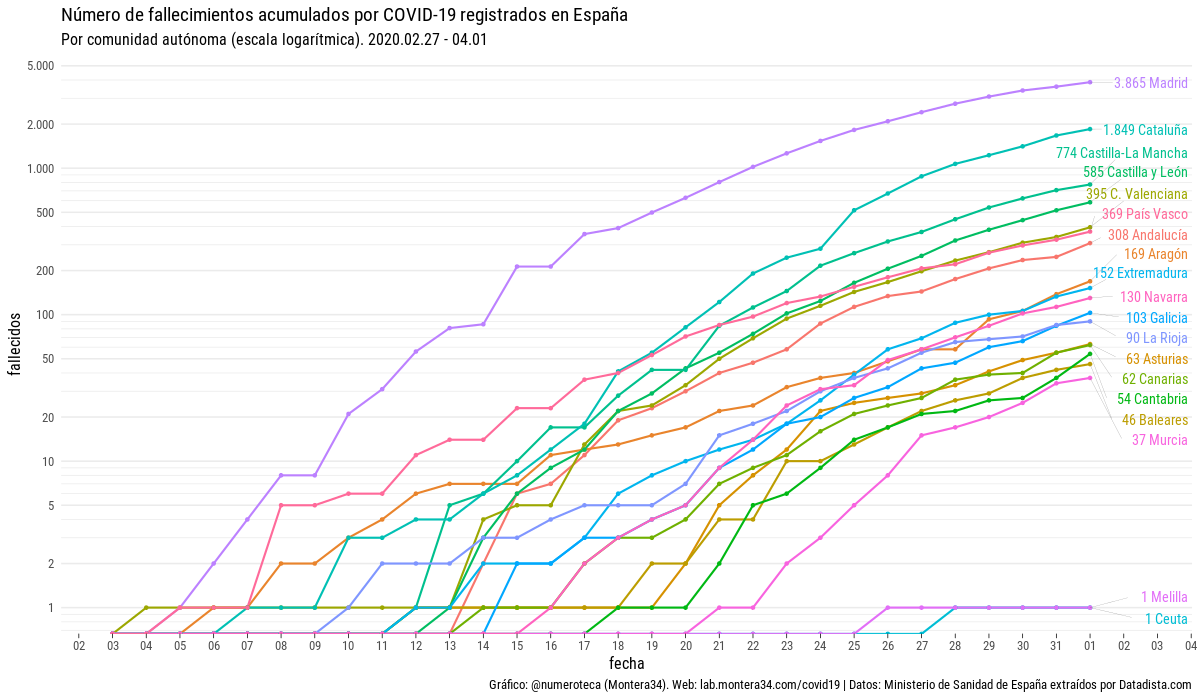 Número de fallecimientos acumulados por COVID-19 registrados en España
Por comunidad autónoma (escala logarítmica). 2020.02.27 - 04.01
5.000
2.000
1.000
500
200
100
50
20
10
5
2
1
fallecidos
3.865 Madrid
1.849 Cataluña
774 Castilla-La Mancha
585 Castilla y León
395 C. Valenciana
369 País Vasco
308 Andalucía
169 Aragón
152 Extremadura
130 Navarra
103 Galicia
90 La Rioja
63 Asturias
62 Canarias
54 Cantabria
46 Baleares
37 Murcia
1 Melilla
1 Ceuta
02 03 04 05 06 07 08 09 10 11 12 13 14 15 16 17 18 19 20 21 22 23 24 25 26 27 28 29 30 31 01 02 03 04
fecha
Gráfico: @numeroteca (Montera34). Web: lab.montera34.com/covid19 | Datos: Ministerio de Sanidad de España extraídos por Datadista.com